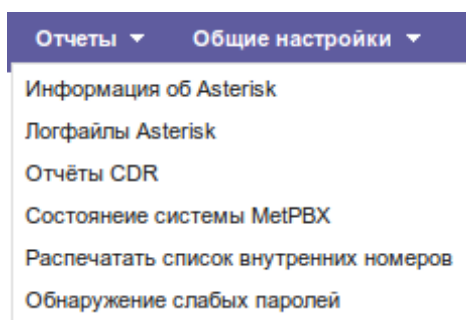 Отчеты Общие настройки
Информация об Asterisk
Логфайлы Asterisk
Отчёты CDR
Состоянеие системы MetPBX
Распечатать список внутренних номеров
Обнаружение слабых паролей